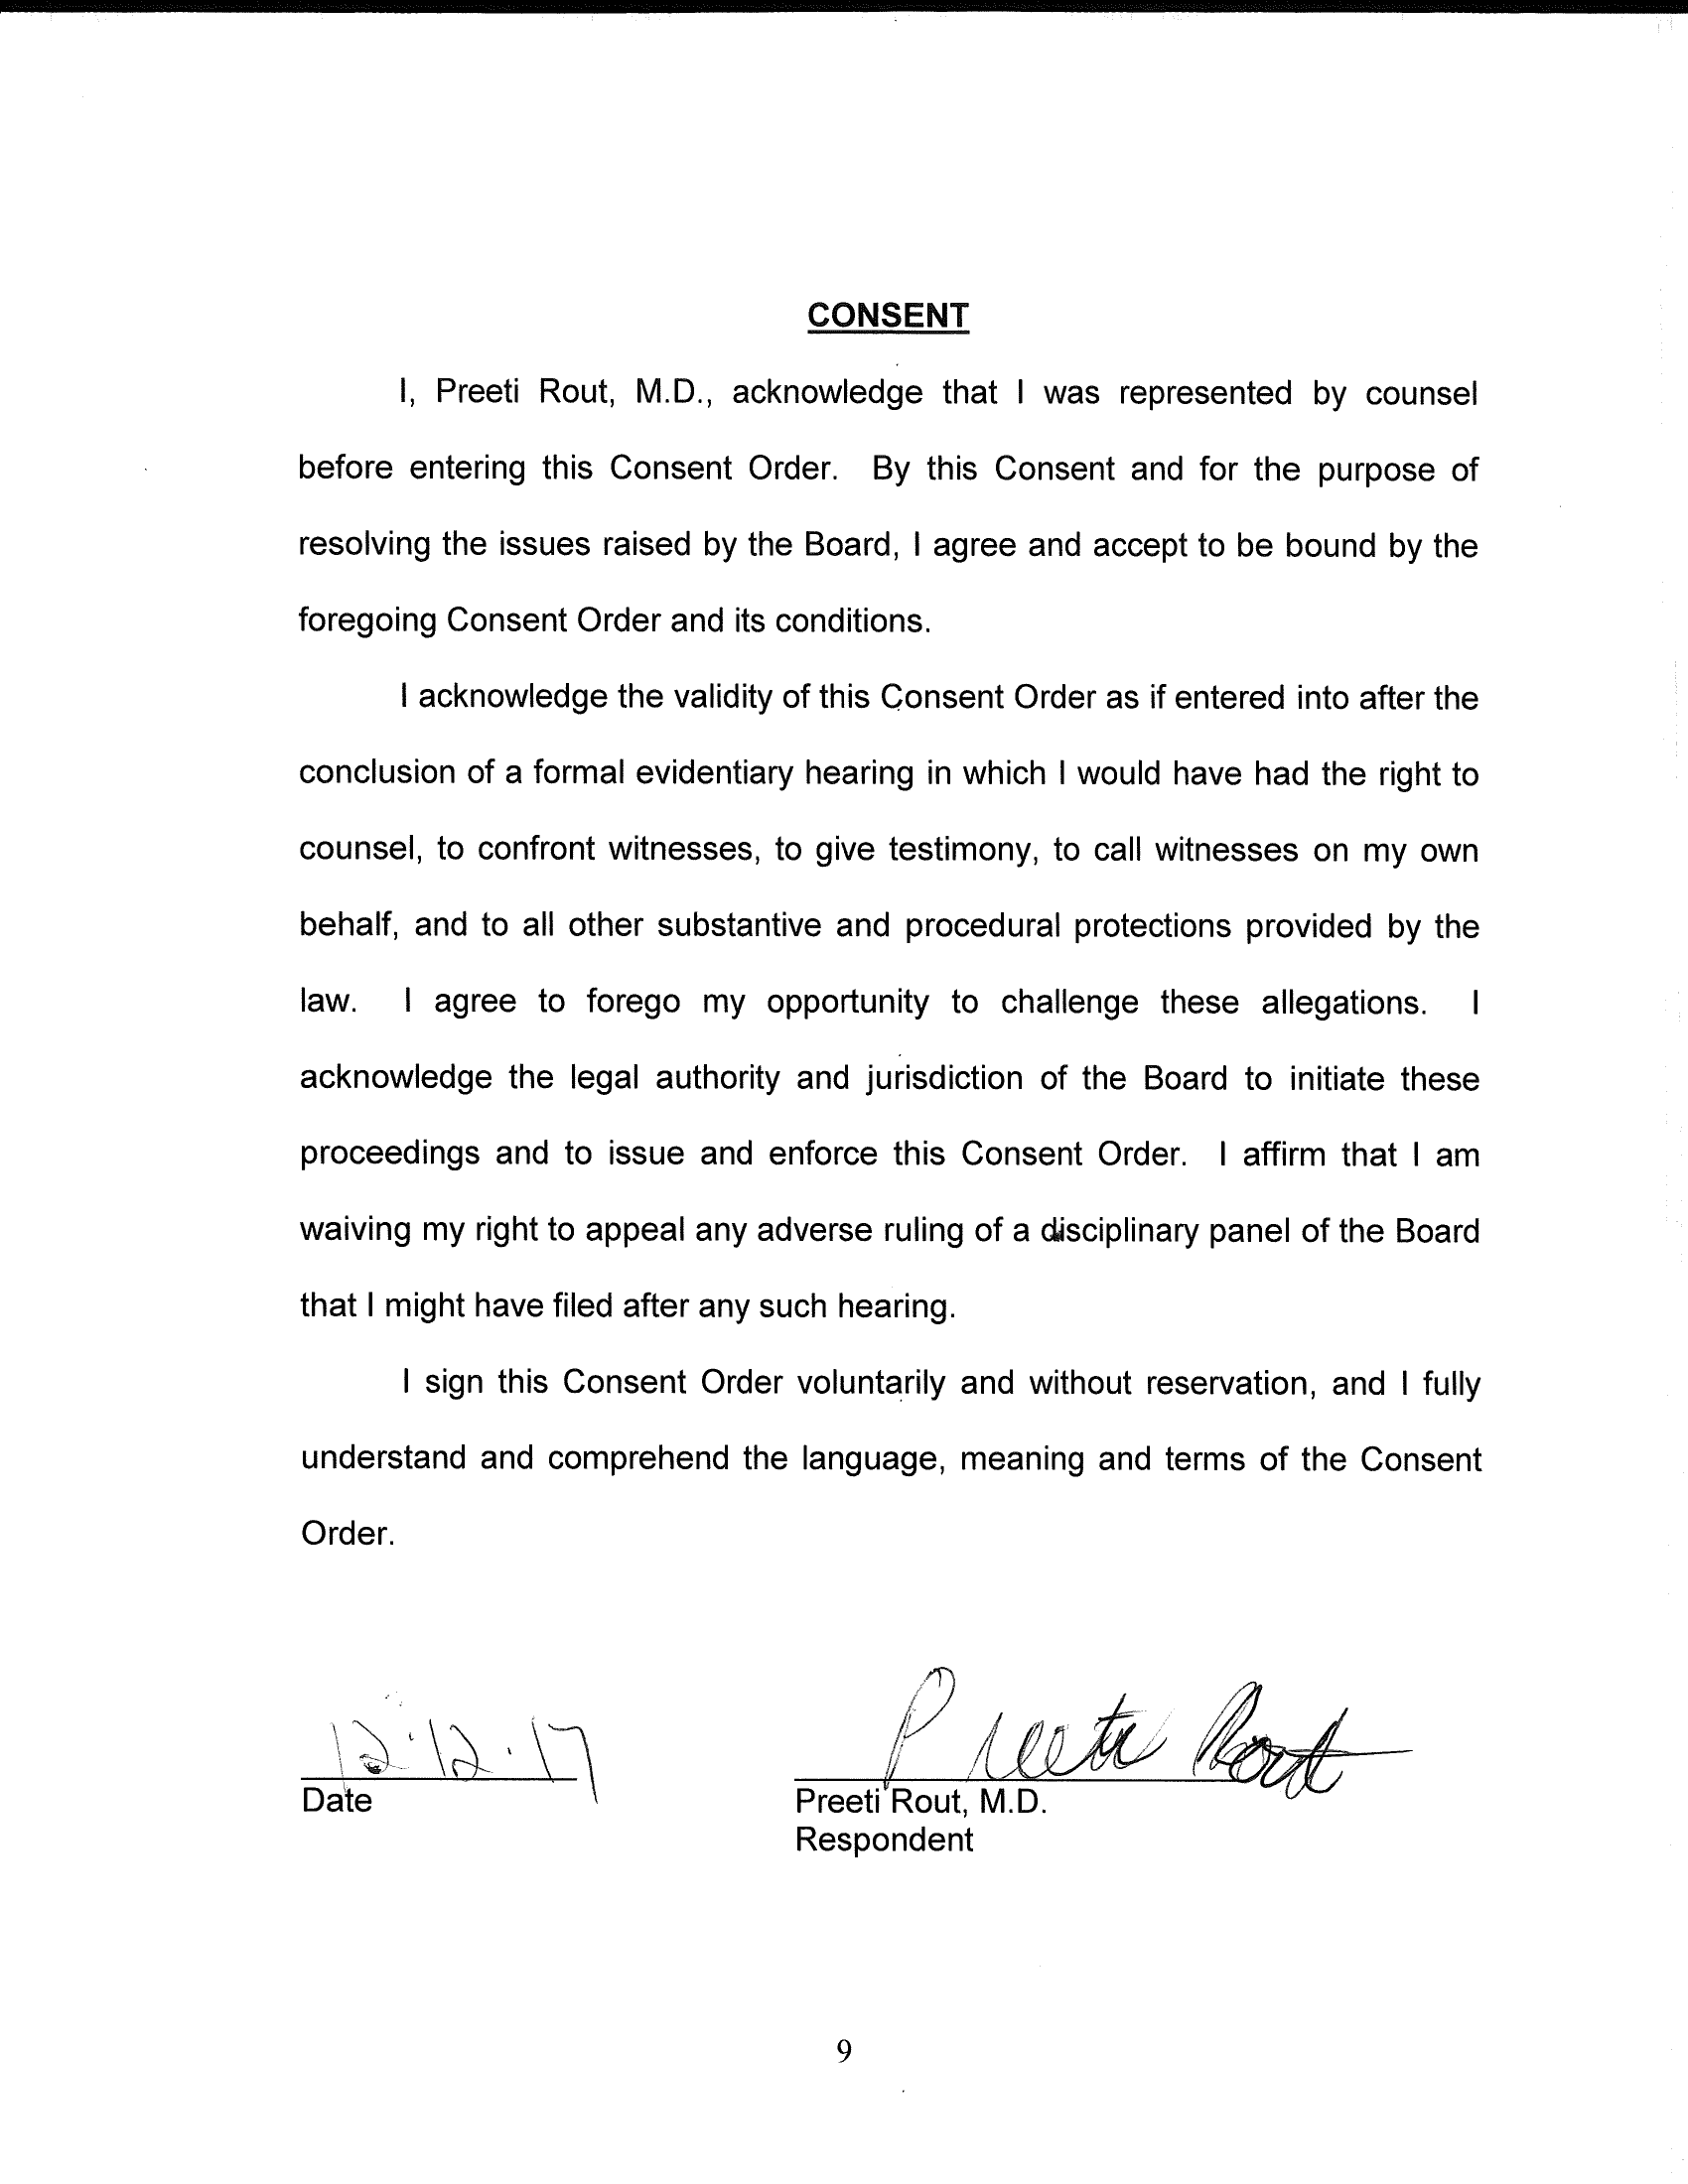 CONSENT
I, Preeti Rout, M.D., acknowledge that I was represented by counsel
before entering this Consent Order. By this Consent and for the purpose of
resolving the issues raised by the Board, I agree and accept to be bound by the
foregoing Consent Order and its conditions.
I acknowledge the validity of this Consent Order as if entered into after the
conclusion of a formal evidentiary hearing in which I would have had the right to
counsel, to confront witnesses, to give testimony, to call witnesses on my own
behalf, and to all other substantive and procedural protections provided by the
law. I agree to forego my opportunity to challenge these allegations. I
acknowledge the legal authority and jurisdiction of the Board to initiate these
proceedings and to issue and enforce this Consent Order. I affirm that I am
waiving my right to appeal any adverse ruling of a disciplinary panel of the Board
that I might have filed after any such hearing.
I sign this Consent Order voluntarily and without reservation, and I fully
understand and comprehend the language, meaning and terms of the Consent
Order.
12.12.17 Preeti Rout
Date Preeti Rout, M.D.
Respondent
9